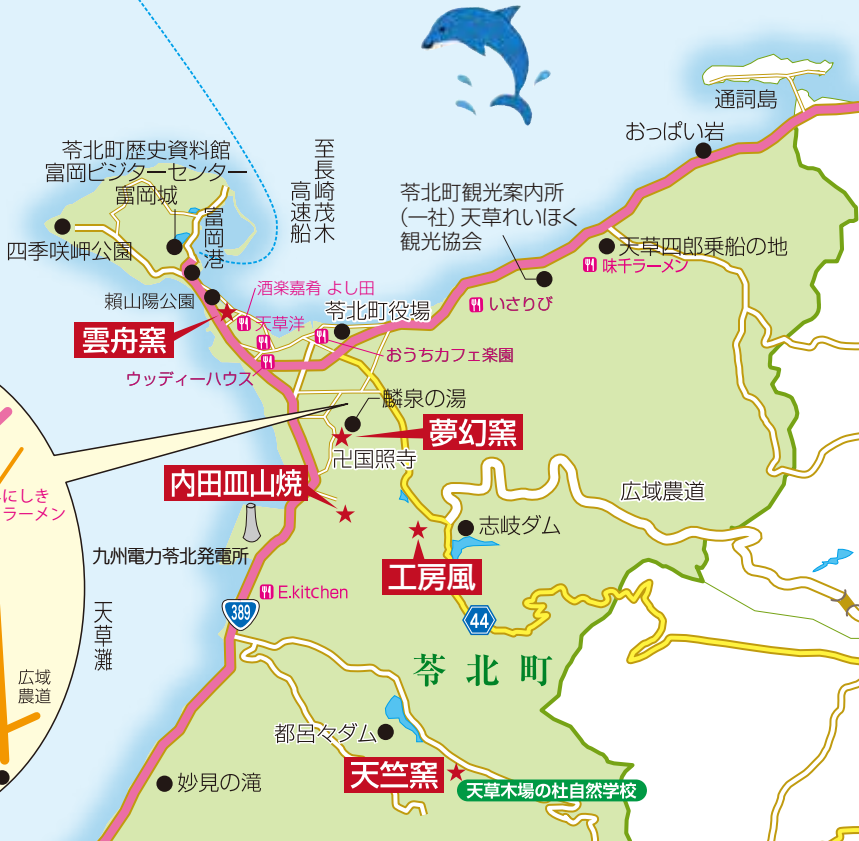 通詞島
おっぱい岩
苓北町歴史資料館
富岡ビジターセンター
富岡城
至長崎茂木
高速船
富岡港
四季咲岬公園
苓北町観光案内所
(一社)天草れいほく
観光協会
天草四郎乗船の地
味千ラーメン
頼山陽公園
酒楽嘉肴 よし田
いさりび
雲舟窯
天草洋
苓北町役場
おうちカフェ楽園
ウッディーハウス
麟泉の湯
夢幻窯
卍国照寺
内田皿山焼
広域農道
にしき
ラーメン
志岐ダム
九州電力苓北発電所
工房風
E.kitchen
389
44
天草灘
苓北町
広域
農道
都呂々ダム
天竺窯
妙見の滝
天草木場の杜自然学校